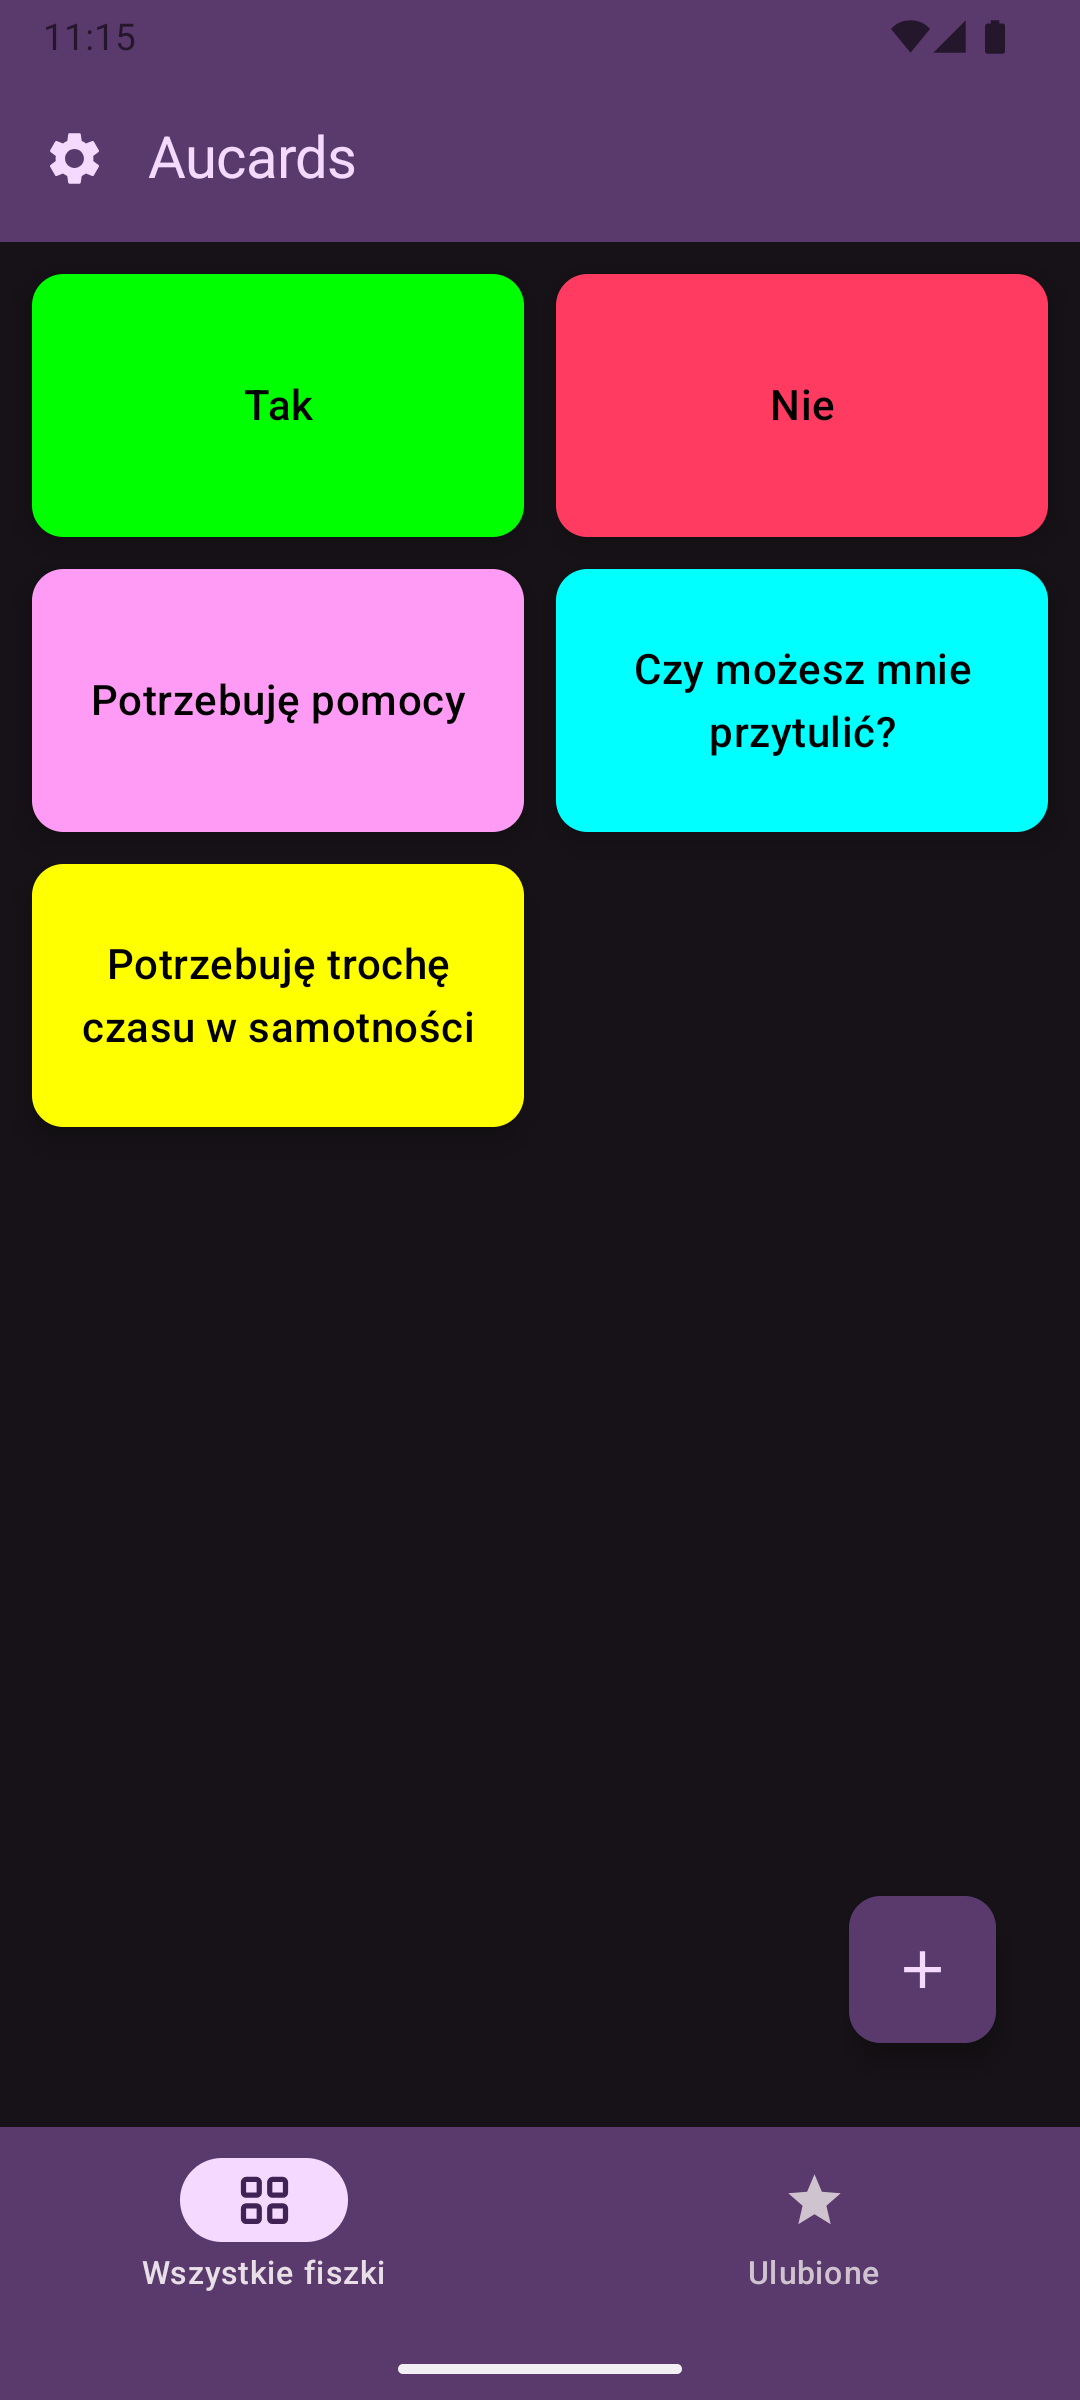 11:15
Aucards
Tak
Nie
Potrzebuję pomocy
Czy możesz mnie
przytulić?
Potrzebuję trochę
czasu w samotności
Wszystkie fiszki
Ulubione